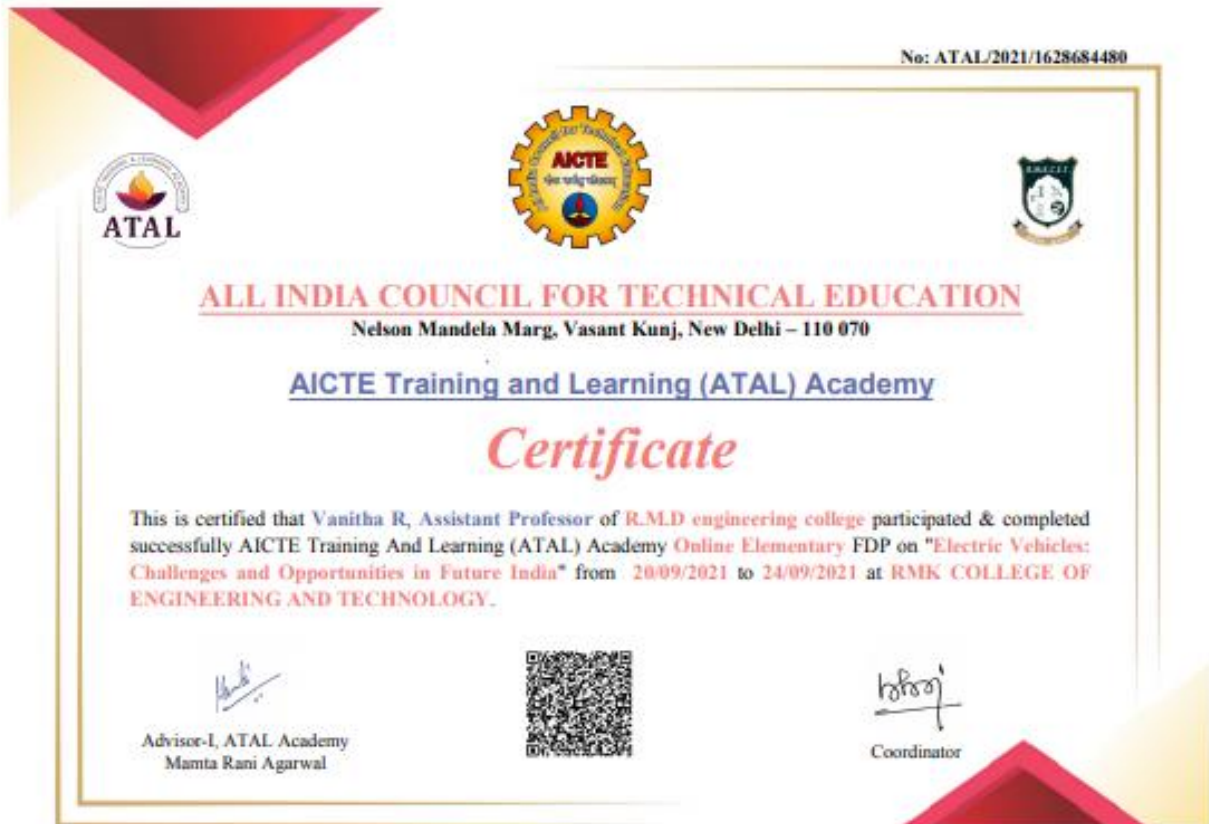 No: ATAL/2021/1628684480
ATAL
AICTE
ALL INDIA COUNCIL FOR TECHNICAL EDUCATION
Nelson Mandela Marg, Vasant Kunj, New Delhi – 110 070
AICTE Training and Learning (ATAL) Academy
Certificate
This is certified that Vanitha R, Assistant Professor of R.M.D engineering college participated & completed
successfully AICTE Training And Learning (ATAL) Academy Online Elementary FDP on "Electric Vehicles:
Challenges and Opportunities in Future India" from 20/09/2021 to 24/09/2021 at RMK COLLEGE OF
ENGINEERING AND TECHNOLOGY.
Advisor-I, ATAL Academy
Mamta Rani Agarwal
Coordinator